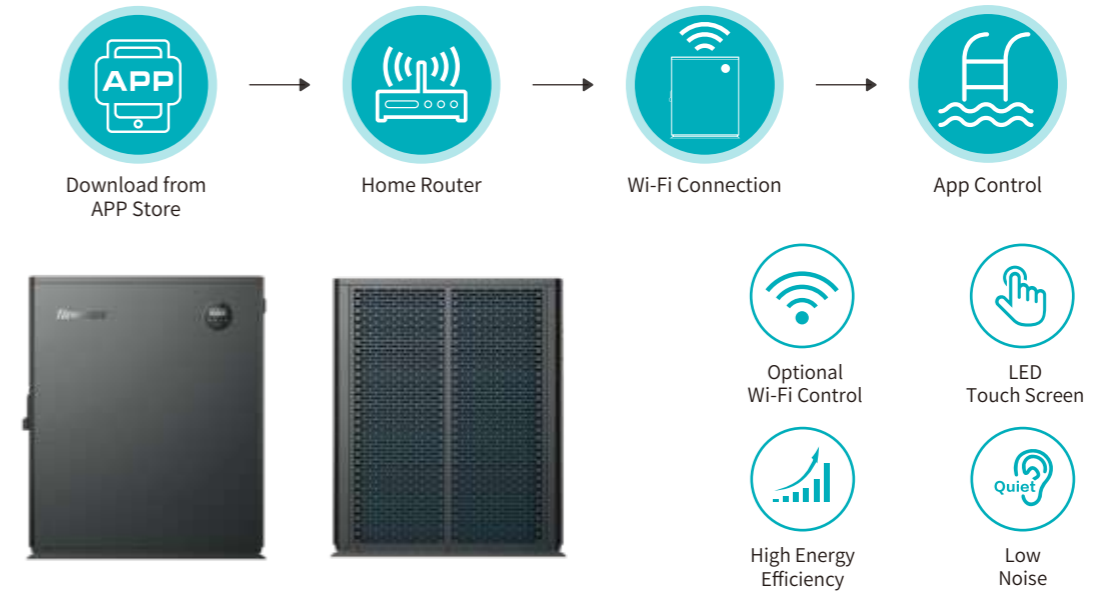 APP
Download from
APP Store
Home Router
Wi-Fi Connection
App Control
Optional
Wi-Fi Control
LED
Touch Screen
Quiet
High Energy
Efficiency
Low
Noise